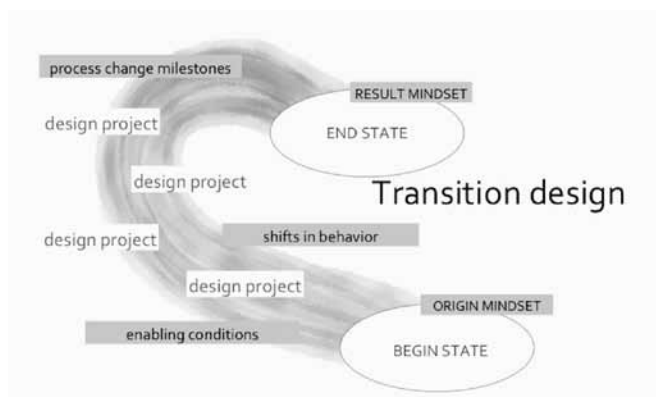 process change milestones
RESULT MINDSET
design project
END STATE
design project
Transition design
design project
shifts in behavior
design project
ORIGIN MINDSET
enabling conditions
BEGIN STATE